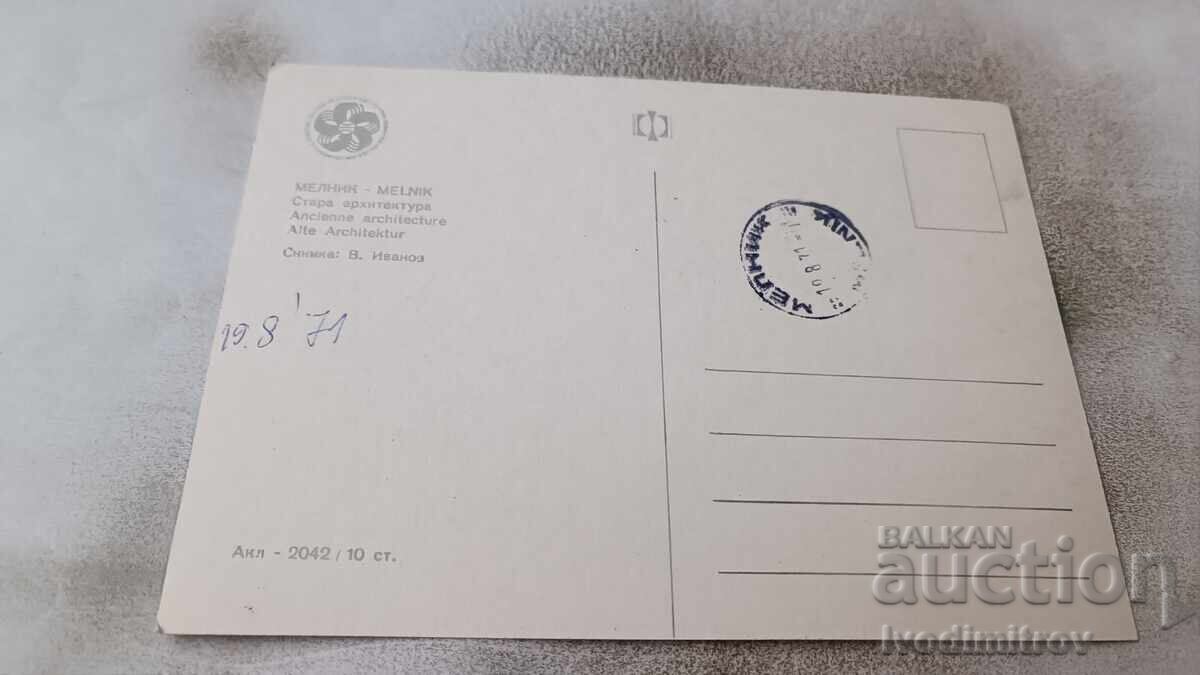 МЕЛНИК - MELNIK
Стара архитектура
Ancienne architecture
Alte Architektur
Снимка: В. Иванов
19.8 71
Акл - 2042 / 10 ст.
МЕЛНИК
BALKAN
auction
Ivodimitrov